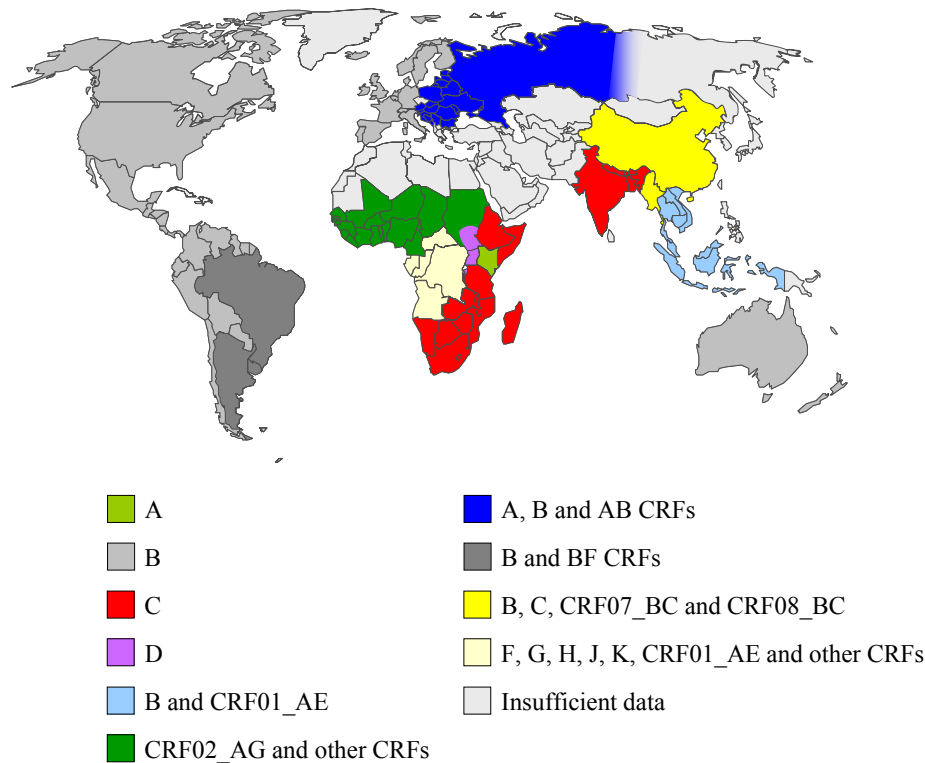 A
B
C
D
B and CRF01_AE
CRF02_AG and other CRFs
A, B and AB CRFs
B and BF CRFs
B, C, CRF07_BC and CRF08_BC
F, G, H, J, K, CRF01_AE and other CRFs
Insufficient data